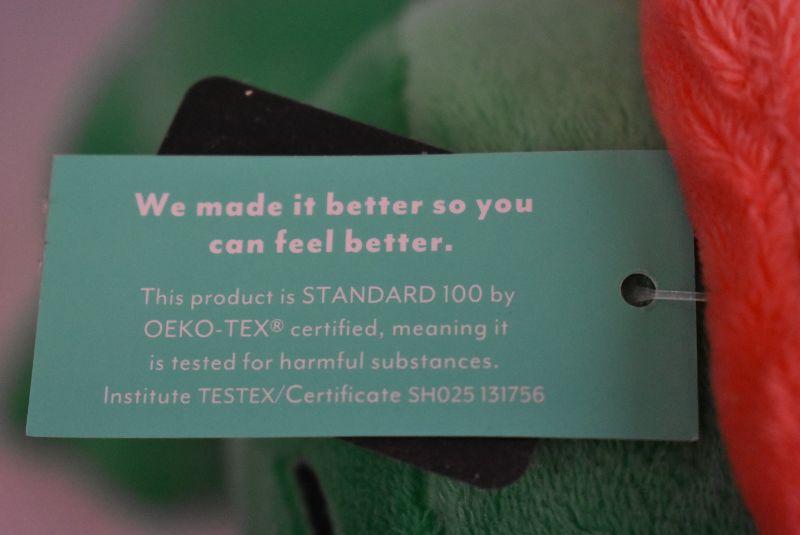 We made it better so you
can feel better.
This product is STANDARD 100 by
OEKO-TEX® certified, meaning it
is tested for harmful substances.
Institute TESTEX/Certificate SH025 131756